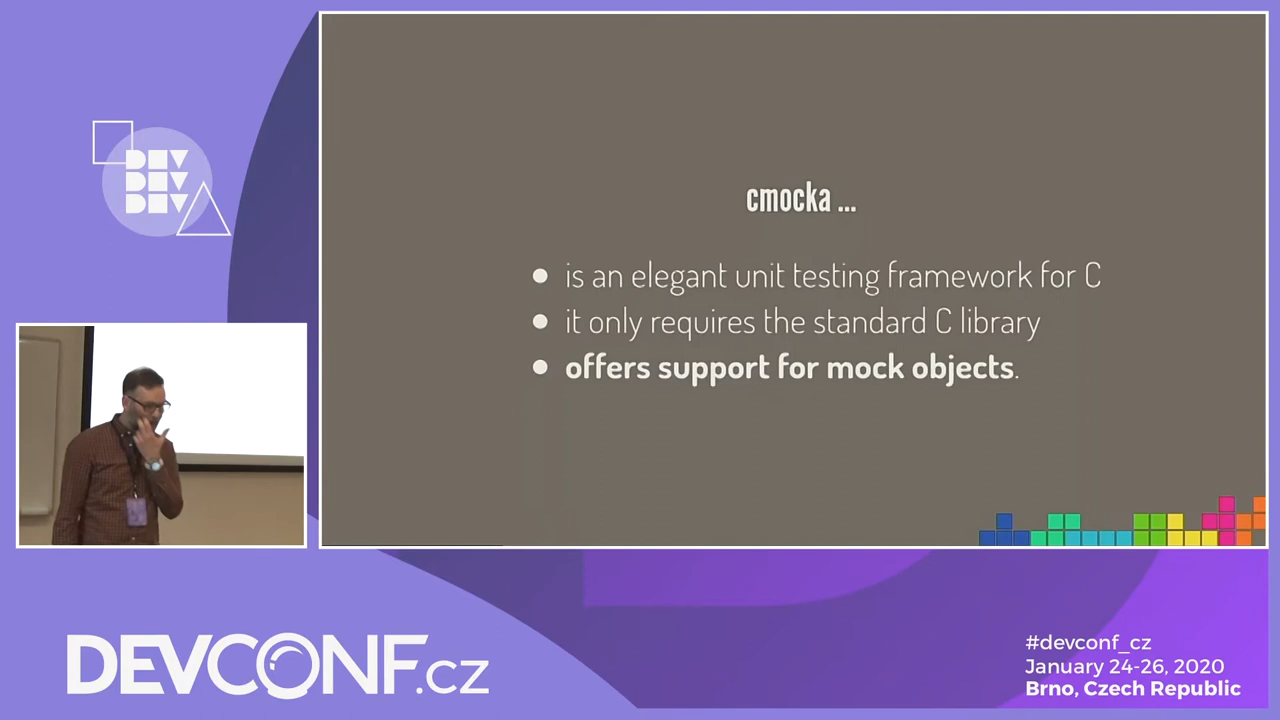 DEV
DEV
DEV
cmocka ...
is an elegant unit testing framework for C
it only requires the standard C library
offers support for mock objects.
DEVCONF.cz
#devconf_cz
January 24-26, 2020
Brno, Czech Republic